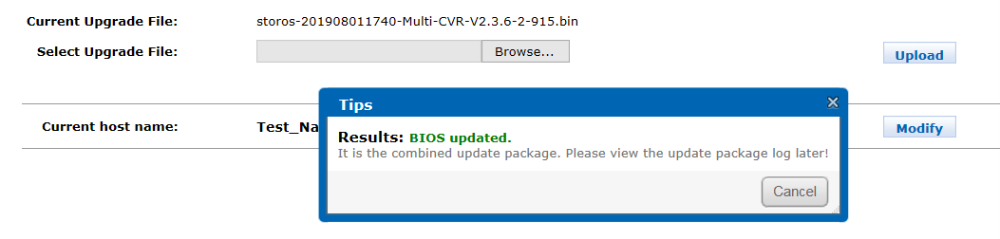 Current Upgrade File: storos-201908011740-Multi-CVR-V2.3.6-2-915.bin
Select Upgrade File: Browse... Upload
Tips
Current host name: Test_Na Modify
Results: BIOS updated.
It is the combined update package. Please view the update package log later!
Cancel